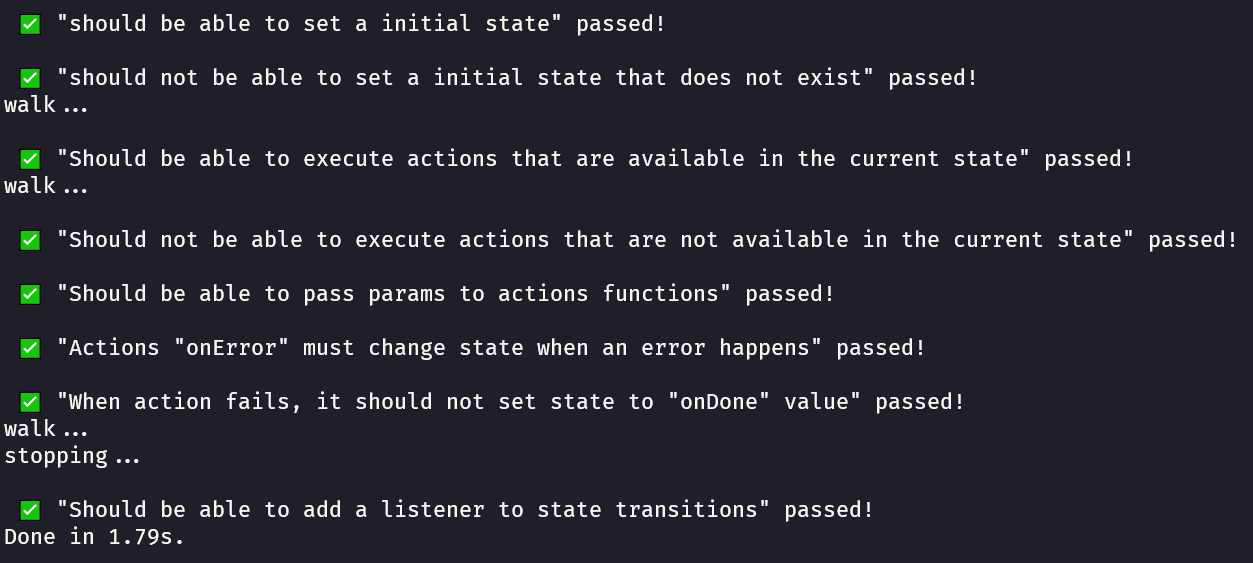 ✅ "should be able to set a initial state" passed!
✅ "should not be able to set a initial state that does not exist" passed!
walk...
✅ "Should be able to execute actions that are available in the current state" passed!
walk...
✅ "Should not be able to execute actions that are not available in the current state" passed!
✅ "Should be able to pass params to actions functions" passed!
✅ "Actions "onError" must change state when an error happens" passed!
✅ "When action fails, it should not set state to "onDone" value" passed!
walk...
stopping...
✅ "Should be able to add a listener to state transitions" passed!
Done in 1.79s.